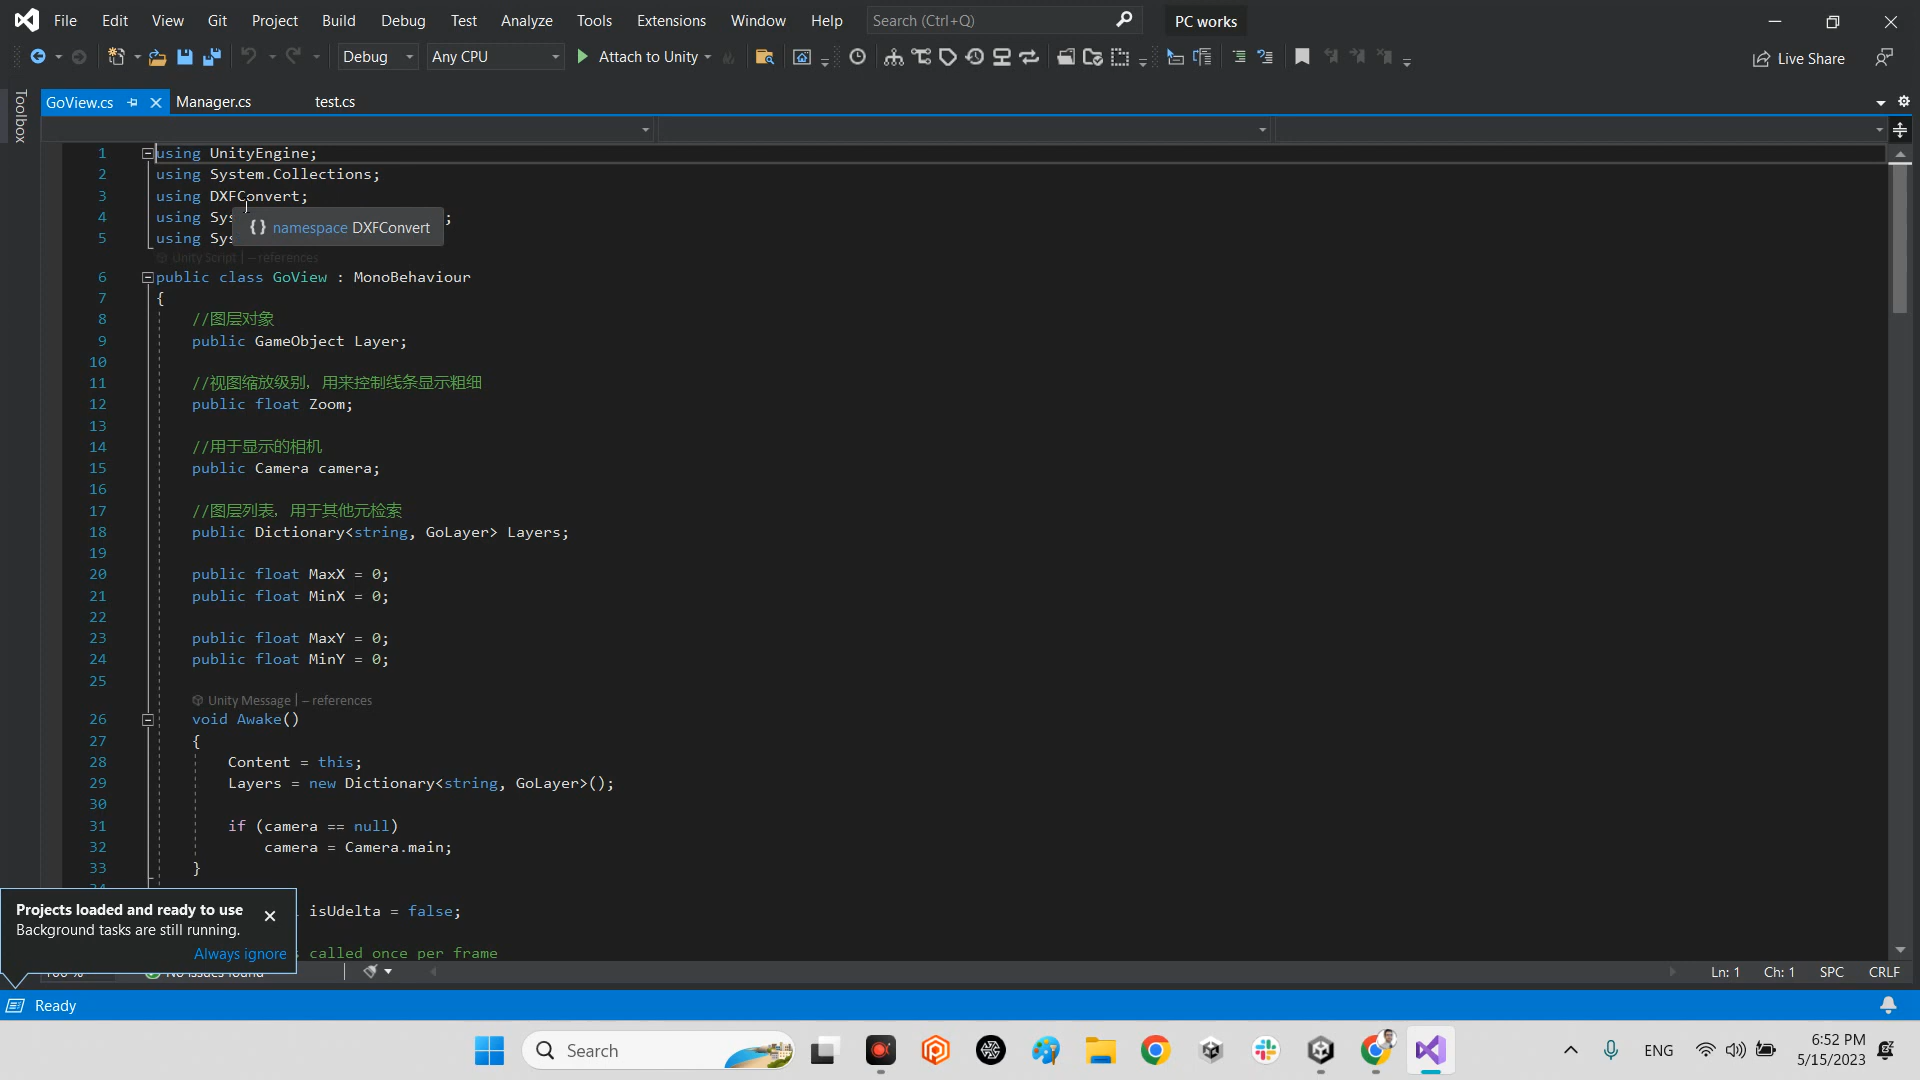 File Edit View Git Project Build Debug Test Analyze Tools Extensions Window Help Search (Ctrl+Q) PC works
Debug Any CPU Attach to Unity Live Share
Toolbox
GoView.cs Manager.cs test.cs
1 using UnityEngine;
2 using System.Collections;
3 using DXFConvert;
4 using Sys ;
{} namespace DXFConvert
5 using Sys
Unity Script | – references
6 public class GoView : MonoBehaviour
7 {
8 //图层对象
9 public GameObject Layer;
10
11 //视图缩放级别，用来控制线条显示粗细
12 public float Zoom;
13
14 //用于显示的相机
15 public Camera camera;
16
17 //图层列表，用于其他元检索
18 public Dictionary<string, GoLayer> Layers;
19
20 public float MaxX = 0;
21 public float MinX = 0;
22
23 public float MaxY = 0;
24 public float MinY = 0;
25
Unity Message | – references
26 void Awake()
27 {
28 Content = this;
29 Layers = new Dictionary<string, GoLayer>();
30
31 if (camera == null)
32 camera = Camera.main;
33 }
isUdelta = false;
called once per frame
Projects loaded and ready to use
Background tasks are still running.
Always ignore
No issues found Ln: 1 Ch: 1 SPC CRLF
Ready
Search ENG 6:52 PM
5/15/2023